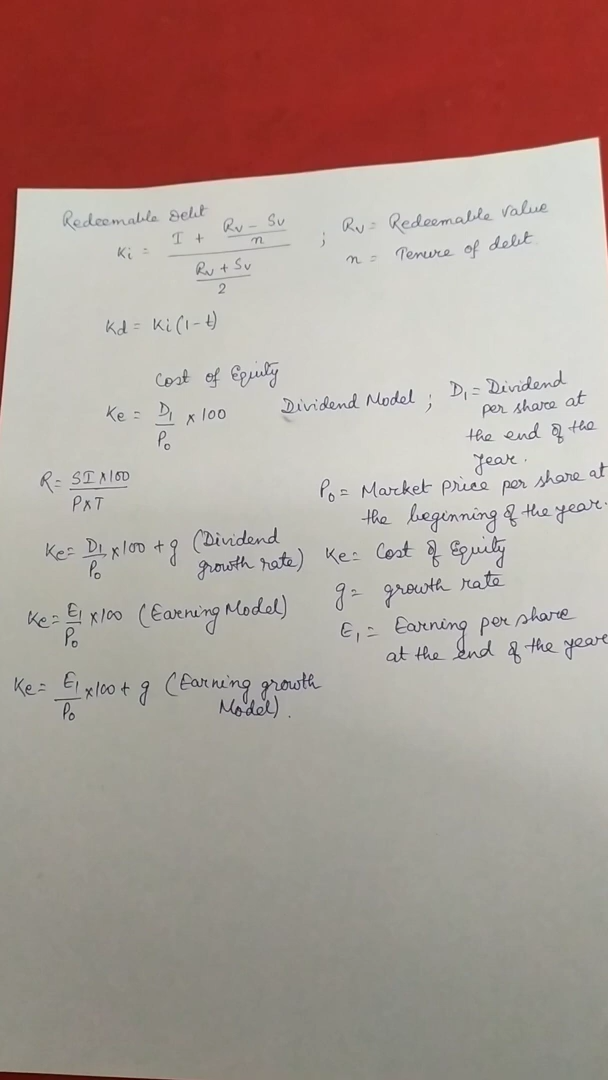 Redeemable Debt
Ki = (I + (Rv - Sv)/n) / ((Rv + Sv)/2) ; Rv = Redeemable Value
n = Tenure of debt.
Kd = Ki (1-t)
Cost of Equity
Ke = D1/P0 × 100 Dividend Model ; D1 = Dividend
per share at
the end of the
year.
R = SI × 100 / P×T
P0 = Market Price per share at
the beginning of the year.
Ke = D1/P0 × 100 + g (Dividend
growth rate)
Ke = Cost of Equity
g = growth rate
Ke = E1/P0 × 100 (Earning Model)
E1 = Earning per share
at the end of the year
Ke = E1/P0 × 100 + g (Earning growth
Model).